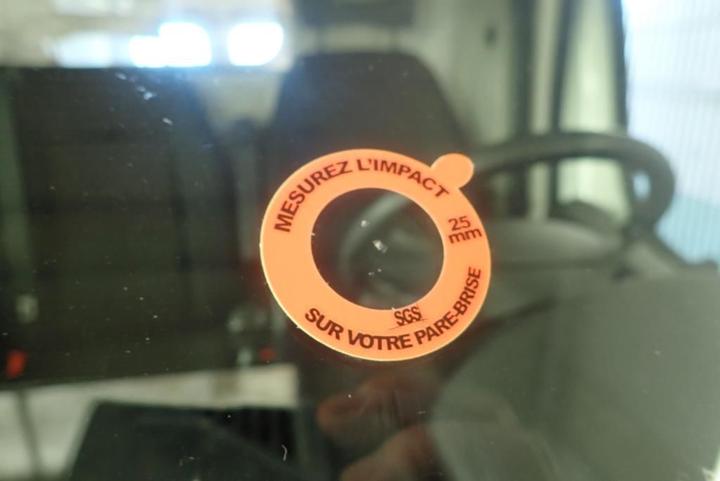 MESUREZ L'IMPACT
25
mm
SGS
SUR VOTRE PARE-BRISE